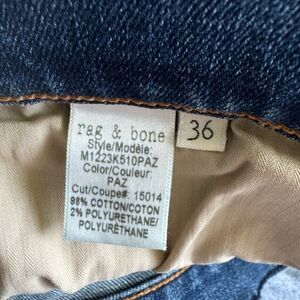 rag & bone
Style/Modèle:
M1223K510PAZ
Color/Couleur:
PAZ
Cut/Coupe#: 15014
98% COTTON/COTON
2% POLYURETHANE/
POLYURÉTHANE
36